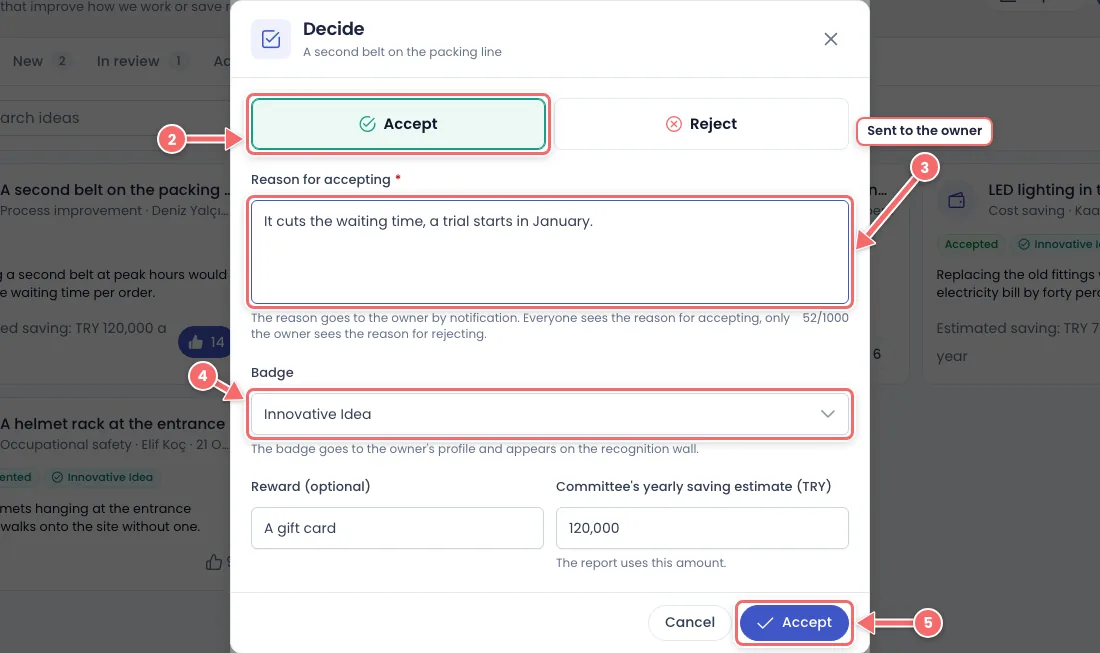 that improve how we work or save
New 2 In review 1
arch ideas
Decide
A second belt on the packing line
2
Accept
Reject
Sent to the owner
3
Reason for accepting *
It cuts the waiting time, a trial starts in January.
The reason goes to the owner by notification. Everyone sees the reason for accepting, only
the owner sees the reason for rejecting.
52/1000
4
Badge
Innovative Idea
The badge goes to the owner's profile and appears on the recognition wall.
Reward (optional)
A gift card
Committee's yearly saving estimate (TRY)
120,000
The report uses this amount.
Cancel
Accept
5
A second belt on the packing ...
Process improvement · Deniz Yalçı...
g a second belt at peak hours would
e waiting time per order.
ed saving: TRY 120,000 a
14
A helmet rack at the entrance
Occupational safety · Elif Koç · 21 O...
ented
Innovative Idea
mets hanging at the entrance
walks onto the site without one.
LED lighting in t
Cost saving · Kaa
Accepted
Innovative I
Replacing the old fittings
electricity bill by forty perc
Estimated saving: TRY 7
year
6